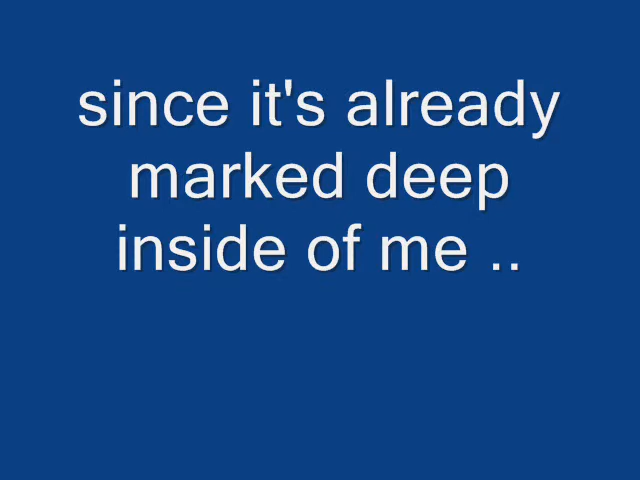 since it's already
marked deep
inside of me ..